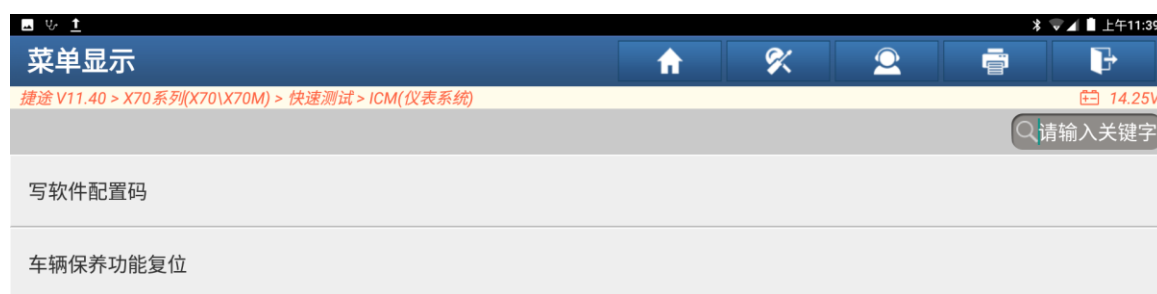 上午11:39
菜单显示
捷途 V11.40 > X70系列(X70\X70M) > 快速测试 > ICM(仪表系统) 14.25V
请输入关键字
写软件配置码
车辆保养功能复位